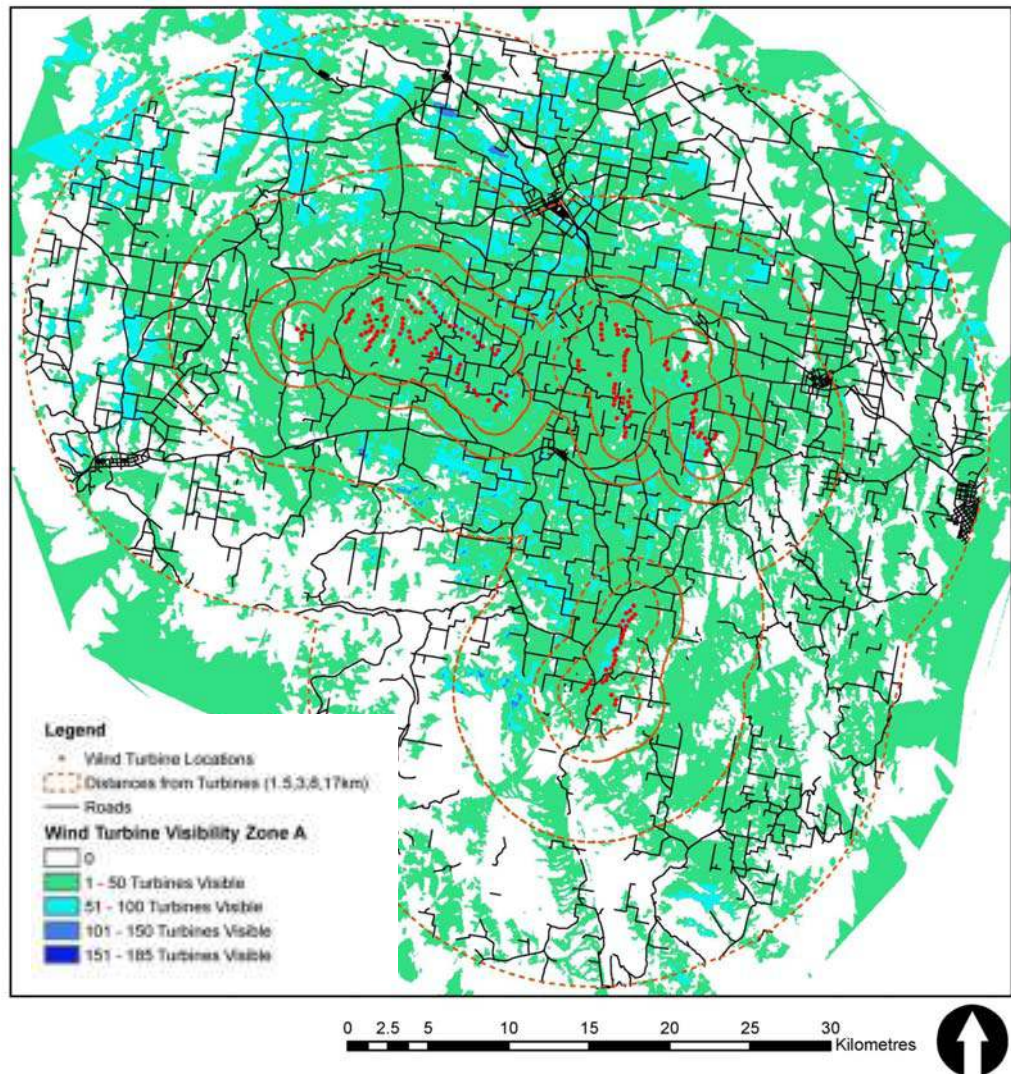 Legend
Wind Turbine Locations
Distances from Turbines (1.5,3,8,17km)
Roads
Wind Turbine Visibility Zone A
0
1 - 50 Turbines Visible
51 - 100 Turbines Visible
101 - 150 Turbines Visible
151 - 185 Turbines Visible
0 2.5 5 10 15 20 25 30
Kilometres